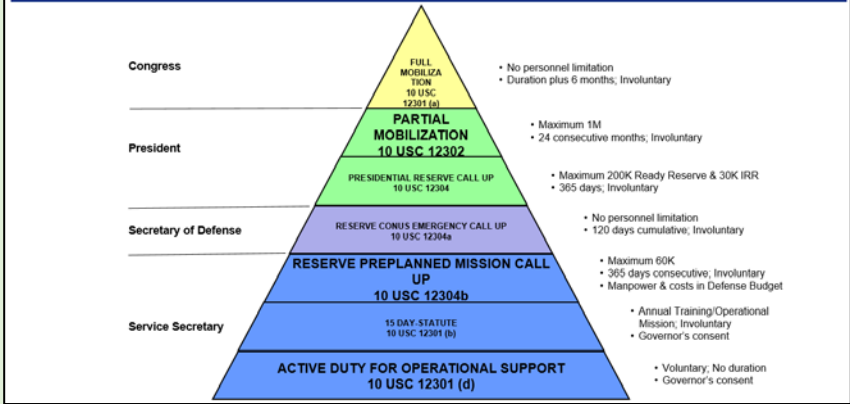 Congress
FULL
MOBILIZA
TION
10 USC
12301 (a)
• No personnel limitation
• Duration plus 6 months; Involuntary
President
PARTIAL
MOBILIZATION
10 USC 12302
• Maximum 1M
• 24 consecutive months; Involuntary
PRESIDENTIAL RESERVE CALL UP
10 USC 12304
• Maximum 200K Ready Reserve & 30K IRR
• 365 days; Involuntary
Secretary of Defense
RESERVE CONUS EMERGENCY CALL UP
10 USC 12304a
• No personnel limitation
• 120 days cumulative; Involuntary
Service Secretary
RESERVE PREPLANNED MISSION CALL
UP
10 USC 12304b
• Maximum 60K
• 365 days consecutive; Involuntary
• Manpower & costs in Defense Budget
15 DAY-STATUTE
10 USC 12301 (b)
• Annual Training/Operational
Mission; Involuntary
• Governor's consent
ACTIVE DUTY FOR OPERATIONAL SUPPORT
10 USC 12301 (d)
• Voluntary; No duration
• Governor's consent